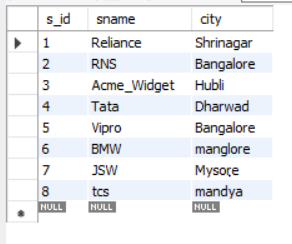 s_id sname city
1 Reliance Shrinagar
2 RNS Bangalore
3 Acme_Widget Hubli
4 Tata Dharwad
5 Vipro Bangalore
6 BMW manglore
7 JSW Mysore
8 tcs mandya
NULL NULL NULL